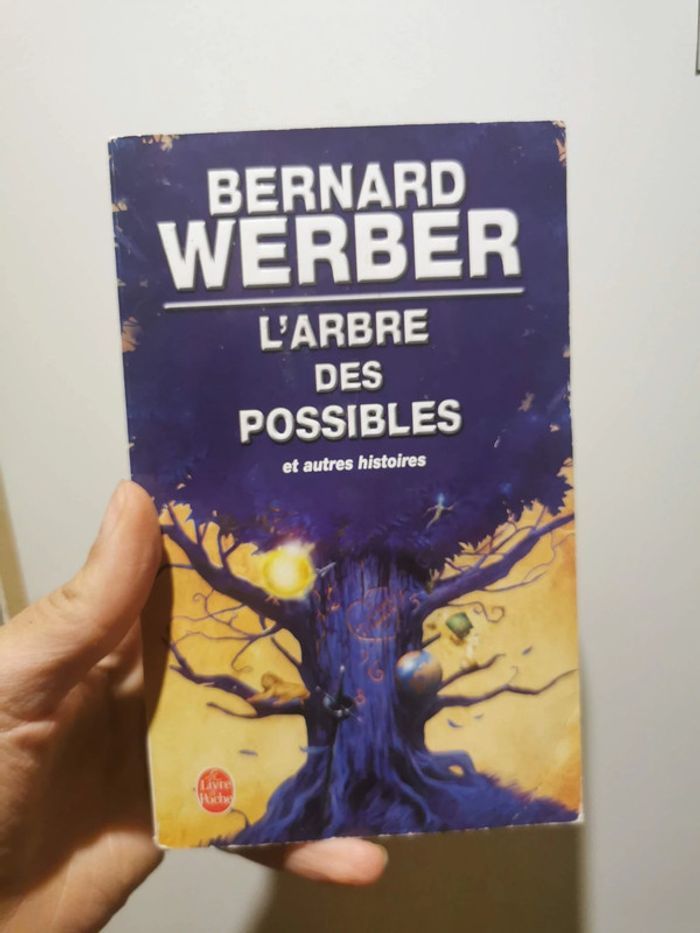 BERNARD
WERBER
L'ARBRE
DES
POSSIBLES
et autres histoires
Le
Livre
de
Poche